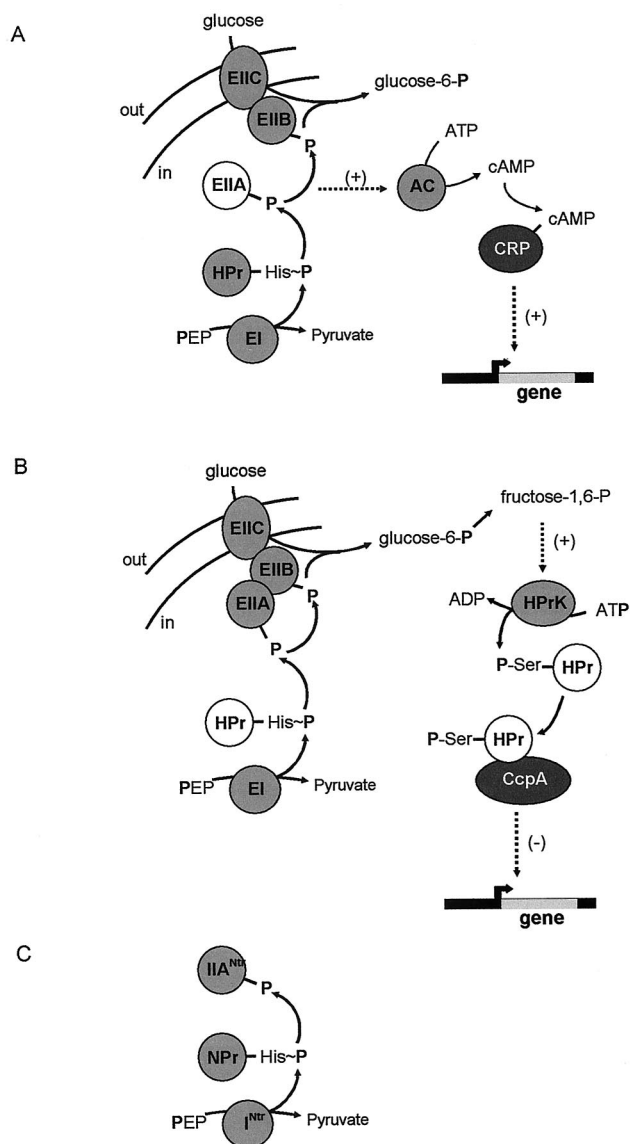 A
glucose
EIIC
out
in
EIIB
P
glucose-6-P
EIIA
P
(+)
ATP
AC
cAMP
cAMP
CRP
HPr
His~P
PEP
EI
Pyruvate
(+)
gene
B
glucose
EIIC
out
in
EIIB
EIIA
P
P
glucose-6-P
fructose-1,6-P
(+)
ADP
HPrK
ATP
P-Ser
HPr
HPr
His~P
P-Ser
HPr
CcpA
PEP
EI
Pyruvate
(-)
gene
C
IIA^Ntr
P
NPr
His~P
PEP
I^Ntr
Pyruvate